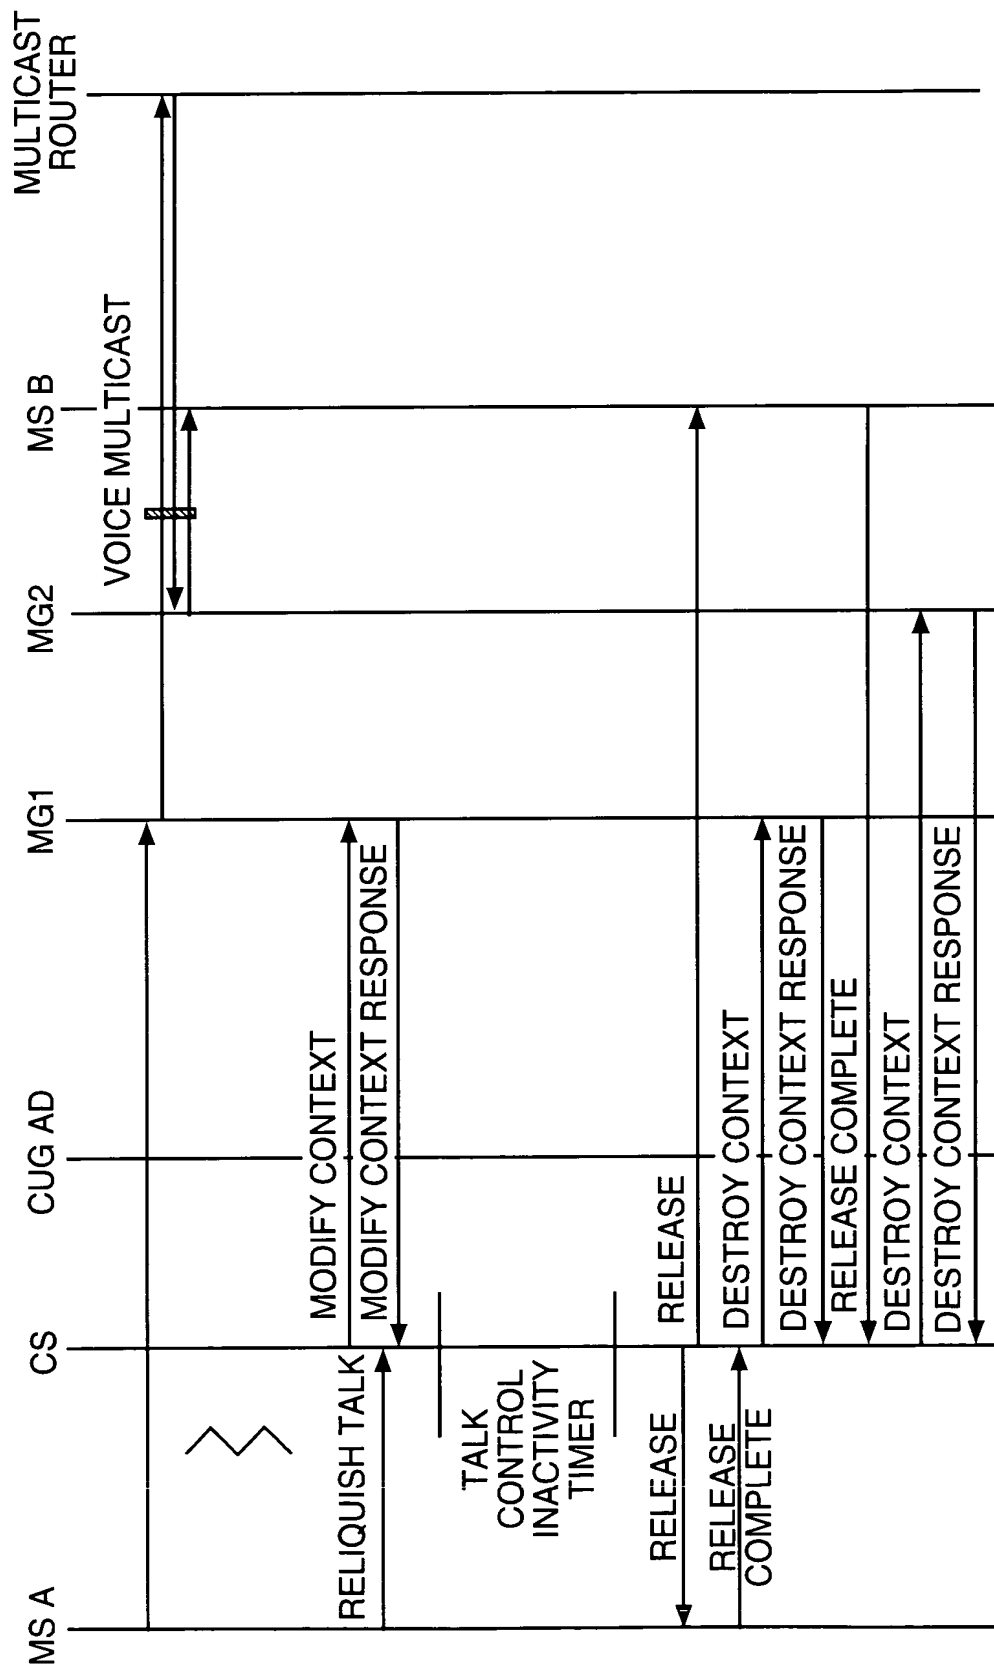 MS A
CS
CUG AD
MG1
MG2
MS B
MULTICAST
ROUTER
VOICE MULTICAST
MODIFY CONTEXT
RELIQUISH TALK
MODIFY CONTEXT RESPONSE
TALK
CONTROL
INACTIVITY
TIMER
RELEASE
RELEASE
RELEASE
COMPLETE
DESTROY CONTEXT
DESTROY CONTEXT RESPONSE
RELEASE COMPLETE
DESTROY CONTEXT
DESTROY CONTEXT RESPONSE